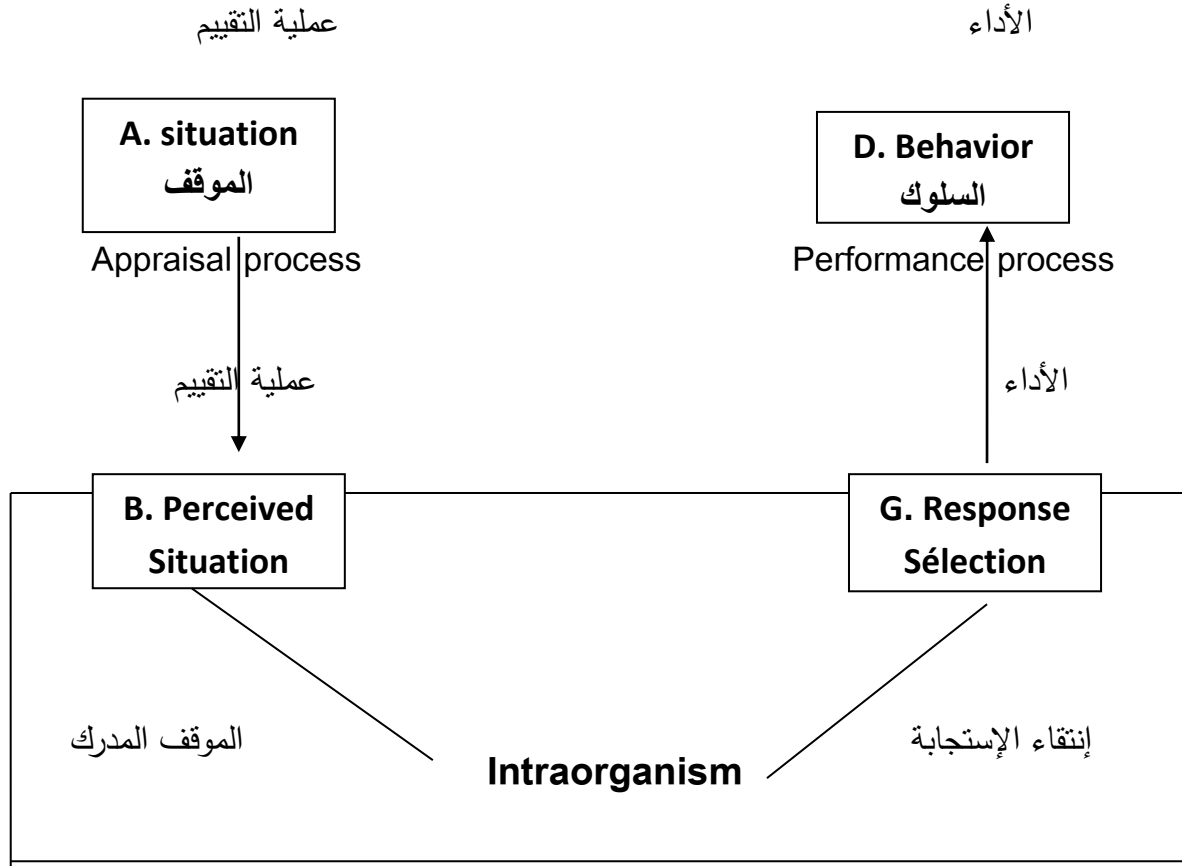 عملية التقييم
الأداء
A. situation
الموقف
D. Behavior
السلوك
Appraisal process
Performance process
عملية التقييم
الأداء
B. Perceived
Situation
G. Response
Sélection
الموقف المدرك
إنتقاء الإستجابة
Intraorganism